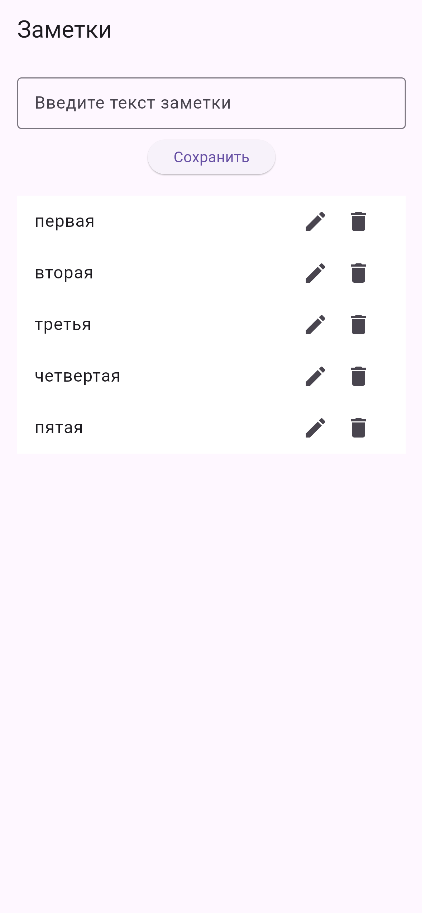 Заметки
Введите текст заметки
Сохранить
первая
вторая
третья
четвертая
пятая